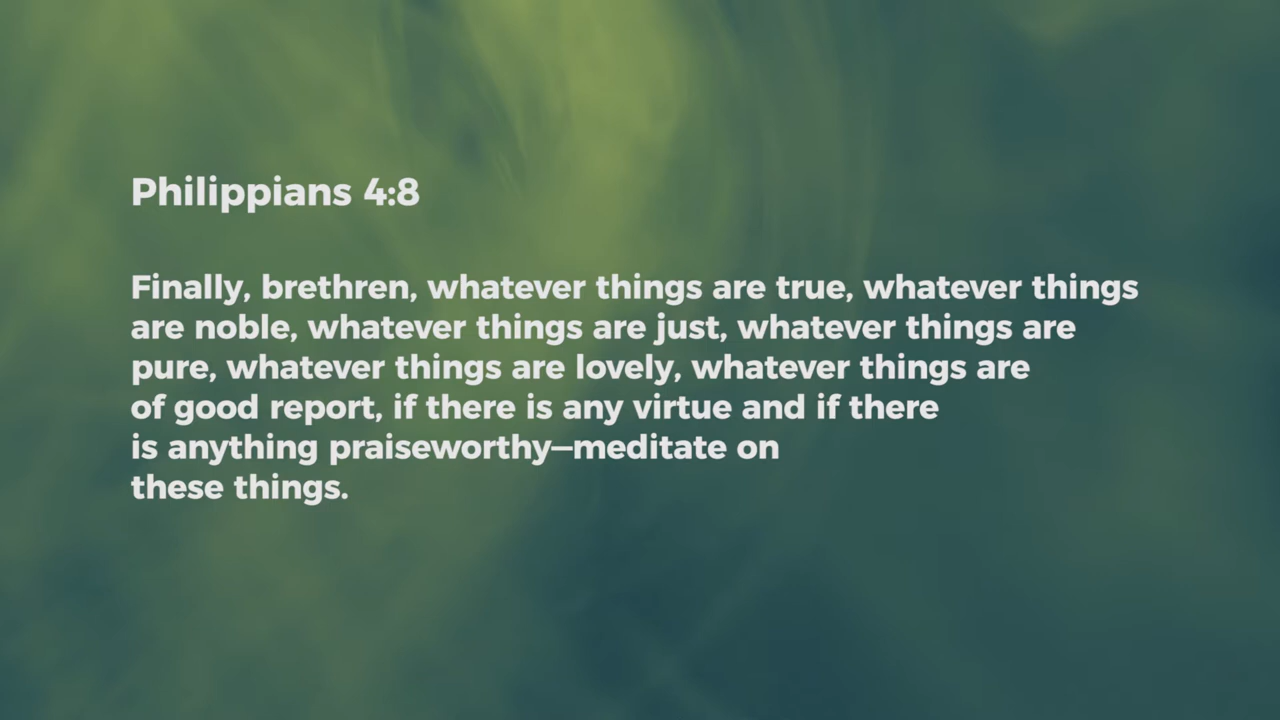 Philippians 4:8
Finally, brethren, whatever things are true, whatever things
are noble, whatever things are just, whatever things are
pure, whatever things are lovely, whatever things are
of good report, if there is any virtue and if there
is anything praiseworthy—meditate on
these things.